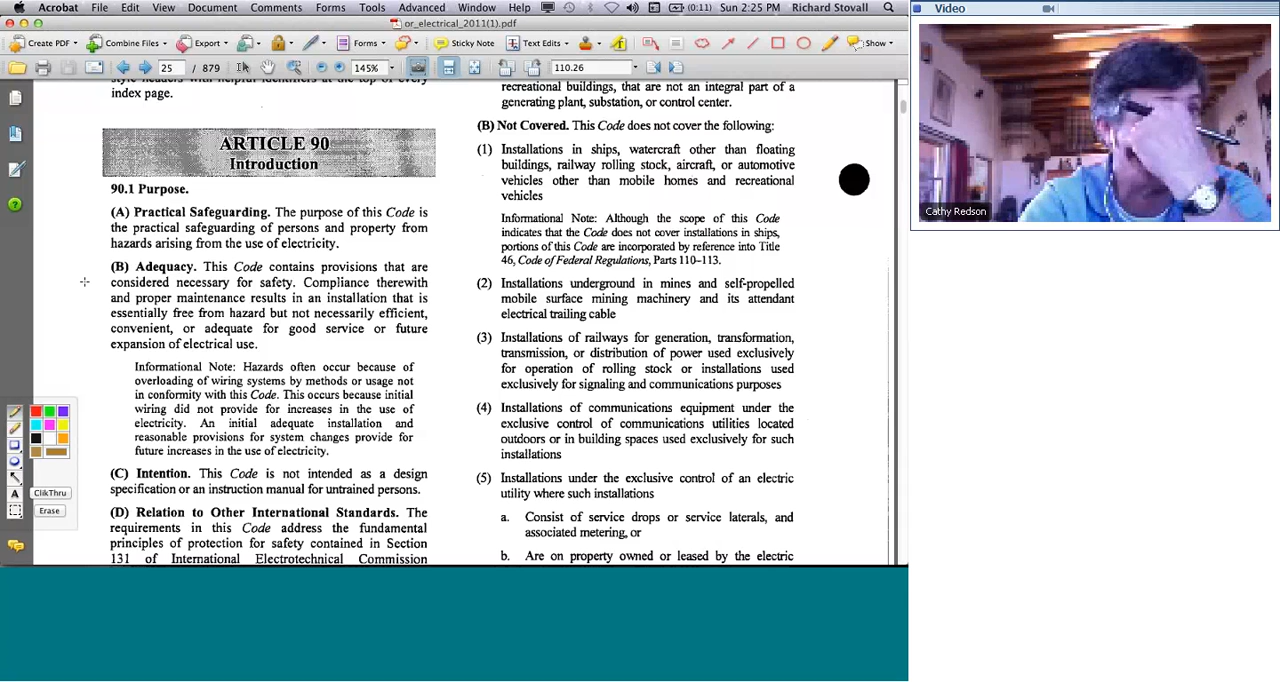 Acrobat File Edit View Document Comments Forms Tools Advanced Window Help (0:11) Sun 2:25 PM Richard Stovall
or_electrical_2011(1).pdf
Create PDF Combine Files Export Forms Sticky Note Text Edits Show
25 / 879 145% 110.26
index page.
ARTICLE 90
Introduction
90.1 Purpose.
(A) Practical Safeguarding. The purpose of this Code is
the practical safeguarding of persons and property from
hazards arising from the use of electricity.
(B) Adequacy. This Code contains provisions that are
considered necessary for safety. Compliance therewith
and proper maintenance results in an installation that is
essentially free from hazard but not necessarily efficient,
convenient, or adequate for good service or future
expansion of electrical use.
Informational Note: Hazards often occur because of
overloading of wiring systems by methods or usage not
in conformity with this Code. This occurs because initial
wiring did not provide for increases in the use of
electricity. An initial adequate installation and
reasonable provisions for system changes provide for
future increases in the use of electricity.
(C) Intention. This Code is not intended as a design
specification or an instruction manual for untrained persons.
(D) Relation to Other International Standards. The
requirements in this Code address the fundamental
principles of protection for safety contained in Section
131 of International Electrotechnical Commission
recreational buildings, that are not an integral part of a
generating plant, substation, or control center.
(B) Not Covered. This Code does not cover the following:
(1) Installations in ships, watercraft other than floating
buildings, railway rolling stock, aircraft, or automotive
vehicles other than mobile homes and recreational
vehicles
Informational Note: Although the scope of this Code
indicates that the Code does not cover installations in ships,
portions of this Code are incorporated by reference into Title
46, Code of Federal Regulations, Parts 110–113.
(2) Installations underground in mines and self-propelled
mobile surface mining machinery and its attendant
electrical trailing cable
(3) Installations of railways for generation, transformation,
transmission, or distribution of power used exclusively
for operation of rolling stock or installations used
exclusively for signaling and communications purposes
(4) Installations of communications equipment under the
exclusive control of communications utilities located
outdoors or in building spaces used exclusively for such
installations
(5) Installations under the exclusive control of an electric
utility where such installations
a. Consist of service drops or service laterals, and
associated metering, or
b. Are on property owned or leased by the electric
A
ClikThru
Erase
Video
Cathy Redson